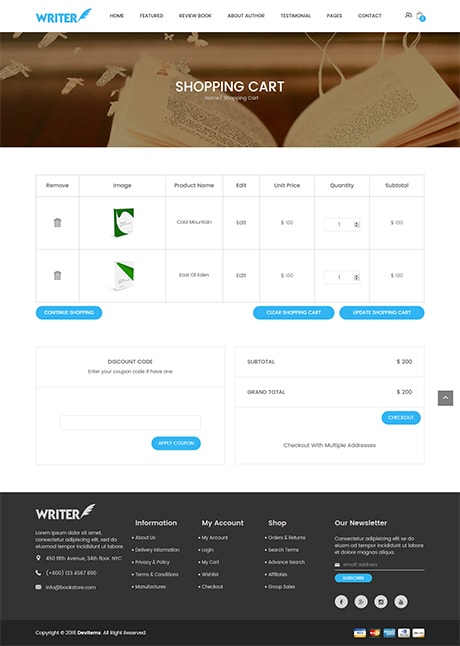 WRITER
HOME FEATURED REVIEW BOOK ABOUT AUTHOR TESTIMONIAL PAGES CONTACT
SHOPPING CART
Home / Shopping Cart
Remove Image Product Name Edit Unit Price Quantity Subtotal
Cold Mountain Edit $ 100 1 $ 100
East Of Eden Edit $ 100 1 $ 100
CONTINUE SHOPPING CLEAR SHOPPING CART UPDATE SHOPPING CART
DISCOUNT CODE
Enter your coupon code if have one
APPLY COUPON
SUBTOTAL $ 200
GRAND TOTAL $ 200
CHECKOUT
Checkout With Multiple Addresses
WRITER
Lorem ipsum dolor sit amet,
consectetur adipisicing elit, sed do
eiusmod tempor incididunt ut labore.
450 fifth Avenue, 34th floor. NYC
(+800) 123 4567 890
info@bookstore.com
Information
About Us
Delivery Information
Privacy & Policy
Terms & Conditions
Manufactures
My Account
My Account
Login
My Cart
Wishlist
Checkout
Shop
Orders & Returns
Search Terms
Advance Search
Affiliates
Group Sales
Our Newsletter
Consectetur adipisicing elit se do
eiusm od tempor incididunt ut labore et
dolore magnas aliqua.
email address
SUBSCRIBE
Copyright © 2016 Devitems. All Right Reserved.